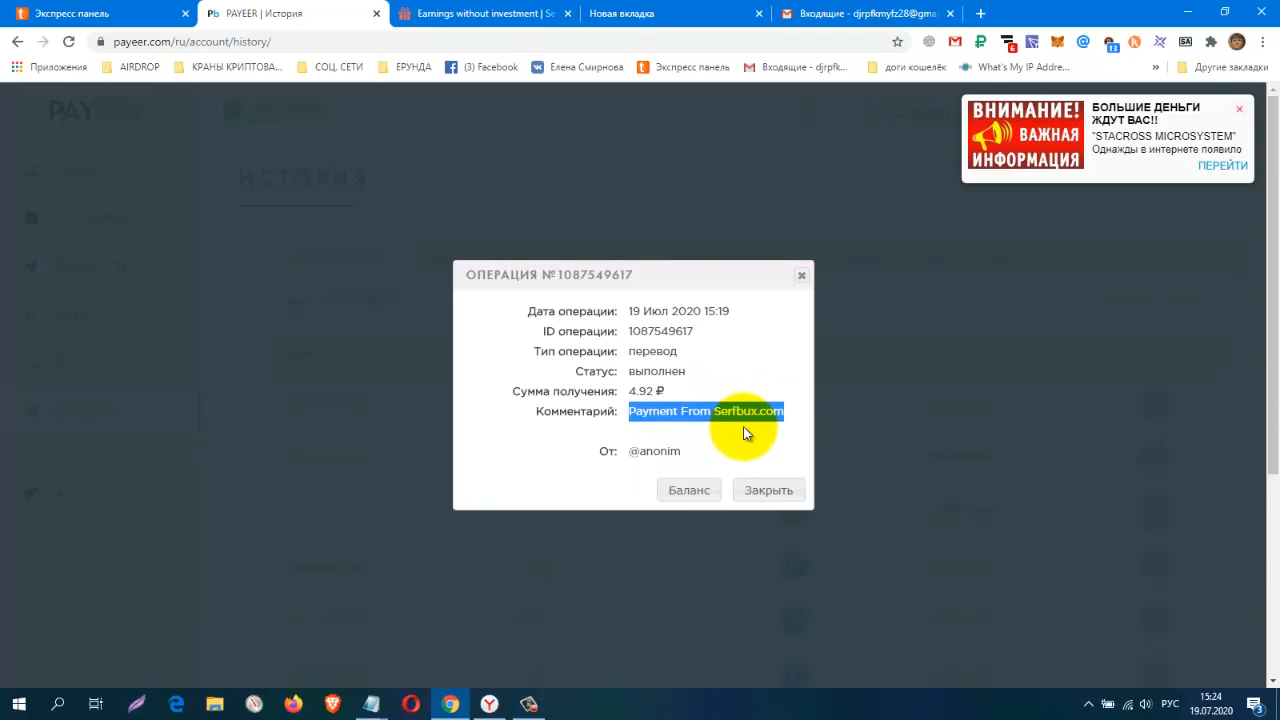 Экспресс панель
PAYEER | История
Earnings without investment | Se
Новая вкладка
Входящие - djrpfkmyfz28@gma
payeer.com/ru/account/history/
6
13
SA
Приложения
AIRDROP
КРАНЫ КРИПТОВА...
СОЦ. СЕТИ
ЕРУНДА
(3) Facebook
Елена Смирнова
Экспресс панель
Входящие - djrpfk...
доги кошелёк
What's My IP Addre...
»
Другие закладки
ИСТОРИЯ
ВНИМАНИЕ!
ВАЖНАЯ
ИНФОРМАЦИЯ
БОЛЬШИЕ ДЕНЬГИ
ЖДУТ ВАС!!
"STACROSS MICROSYSTEM"
Однажды в интернете появило
ПЕРЕЙТИ
ОПЕРАЦИЯ №1087549617
Дата операции: 19 Июл 2020 15:19
ID операции: 1087549617
Тип операции: перевод
Статус: выполнен
Сумма получения: 4.92 ₽
Комментарий: Payment From Serfbux.com
От: @anonim
Баланс
Закрыть
РУС
15:24
19.07.2020
3